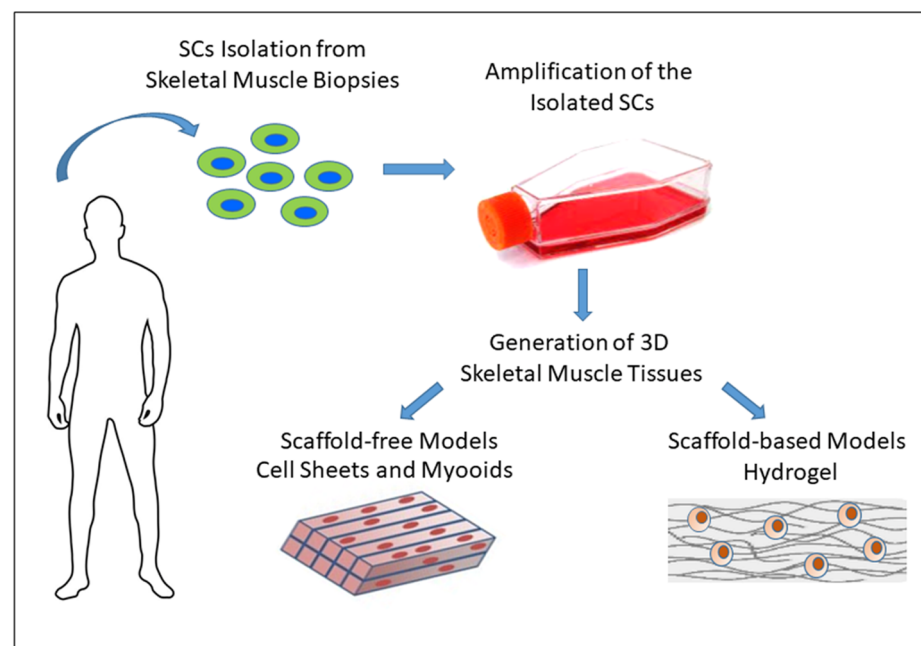 SCs Isolation from
Skeletal Muscle Biopsies
Amplification of the
Isolated SCs
Generation of 3D
Skeletal Muscle Tissues
Scaffold-free Models
Cell Sheets and Myooids
Scaffold-based Models
Hydrogel